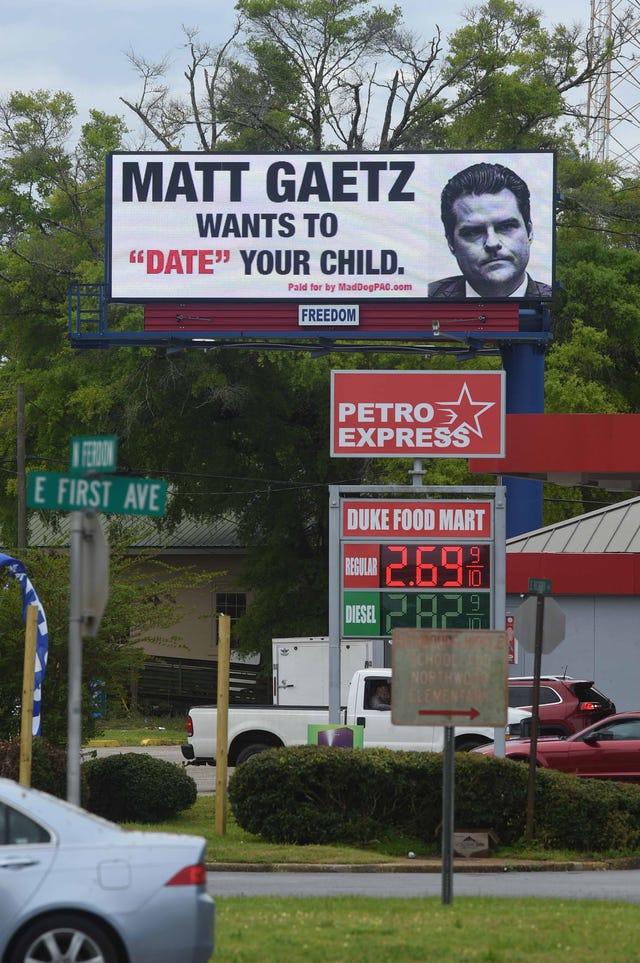 MATT GAETZ
WANTS TO
“DATE” YOUR CHILD.
Paid for by MadDogPAC.com
FREEDOM
PETRO
EXPRESS
N FERDON
E FIRST AVE
DUKE FOOD MART
REGULAR 2.69 9/10
DIESEL 2.82 9/10
SCHOOL
NORTHWOOD
ELEMENTARY